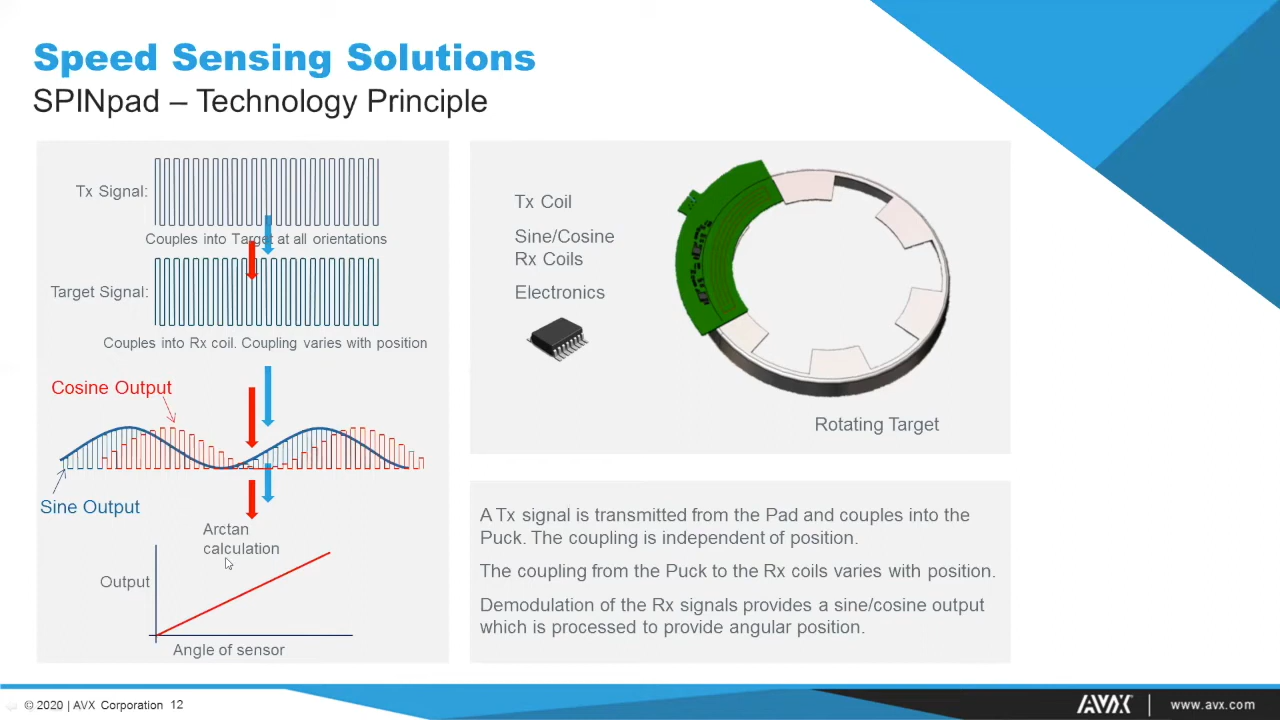 Speed Sensing Solutions
SPINpad – Technology Principle
Tx Signal:
Couples into Target at all orientations
Target Signal:
Couples into Rx coil. Coupling varies with position
Cosine Output
Sine Output
Arctan
calculation
Output
Angle of sensor
Tx Coil
Sine/Cosine
Rx Coils
Electronics
Rotating Target
A Tx signal is transmitted from the Pad and couples into the
Puck. The coupling is independent of position.
The coupling from the Puck to the Rx coils varies with position.
Demodulation of the Rx signals provides a sine/cosine output
which is processed to provide angular position.
© 2020 | AVX Corporation 12
AVX | www.avx.com